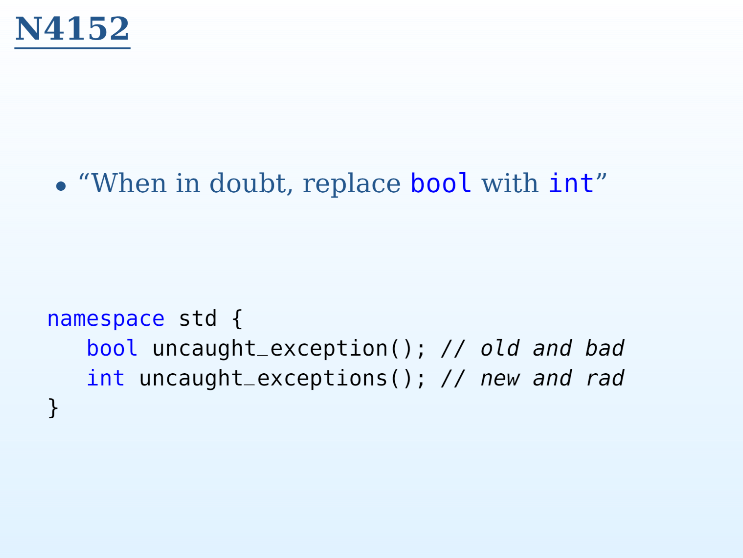 N4152
• “When in doubt, replace bool with int”
namespace std {
   bool uncaught_exception(); // old and bad
   int uncaught_exceptions(); // new and rad
}